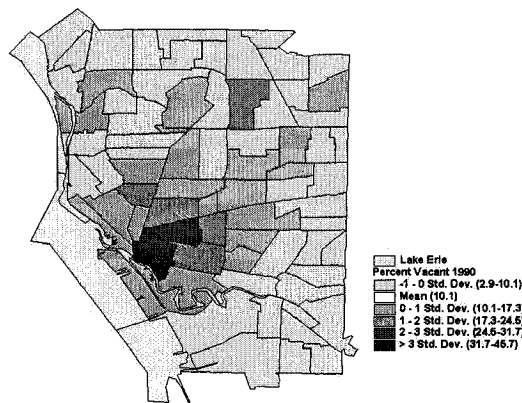 Lake Erie
Percent Vacant 1990
-1 - 0 Std. Dev. (2.9-10.1)
Mean (10.1)
0 - 1 Std. Dev. (10.1-17.3)
1 - 2 Std. Dev. (17.3-24.5)
2 - 3 Std. Dev. (24.5-31.7)
> 3 Std. Dev. (31.7-45.7)